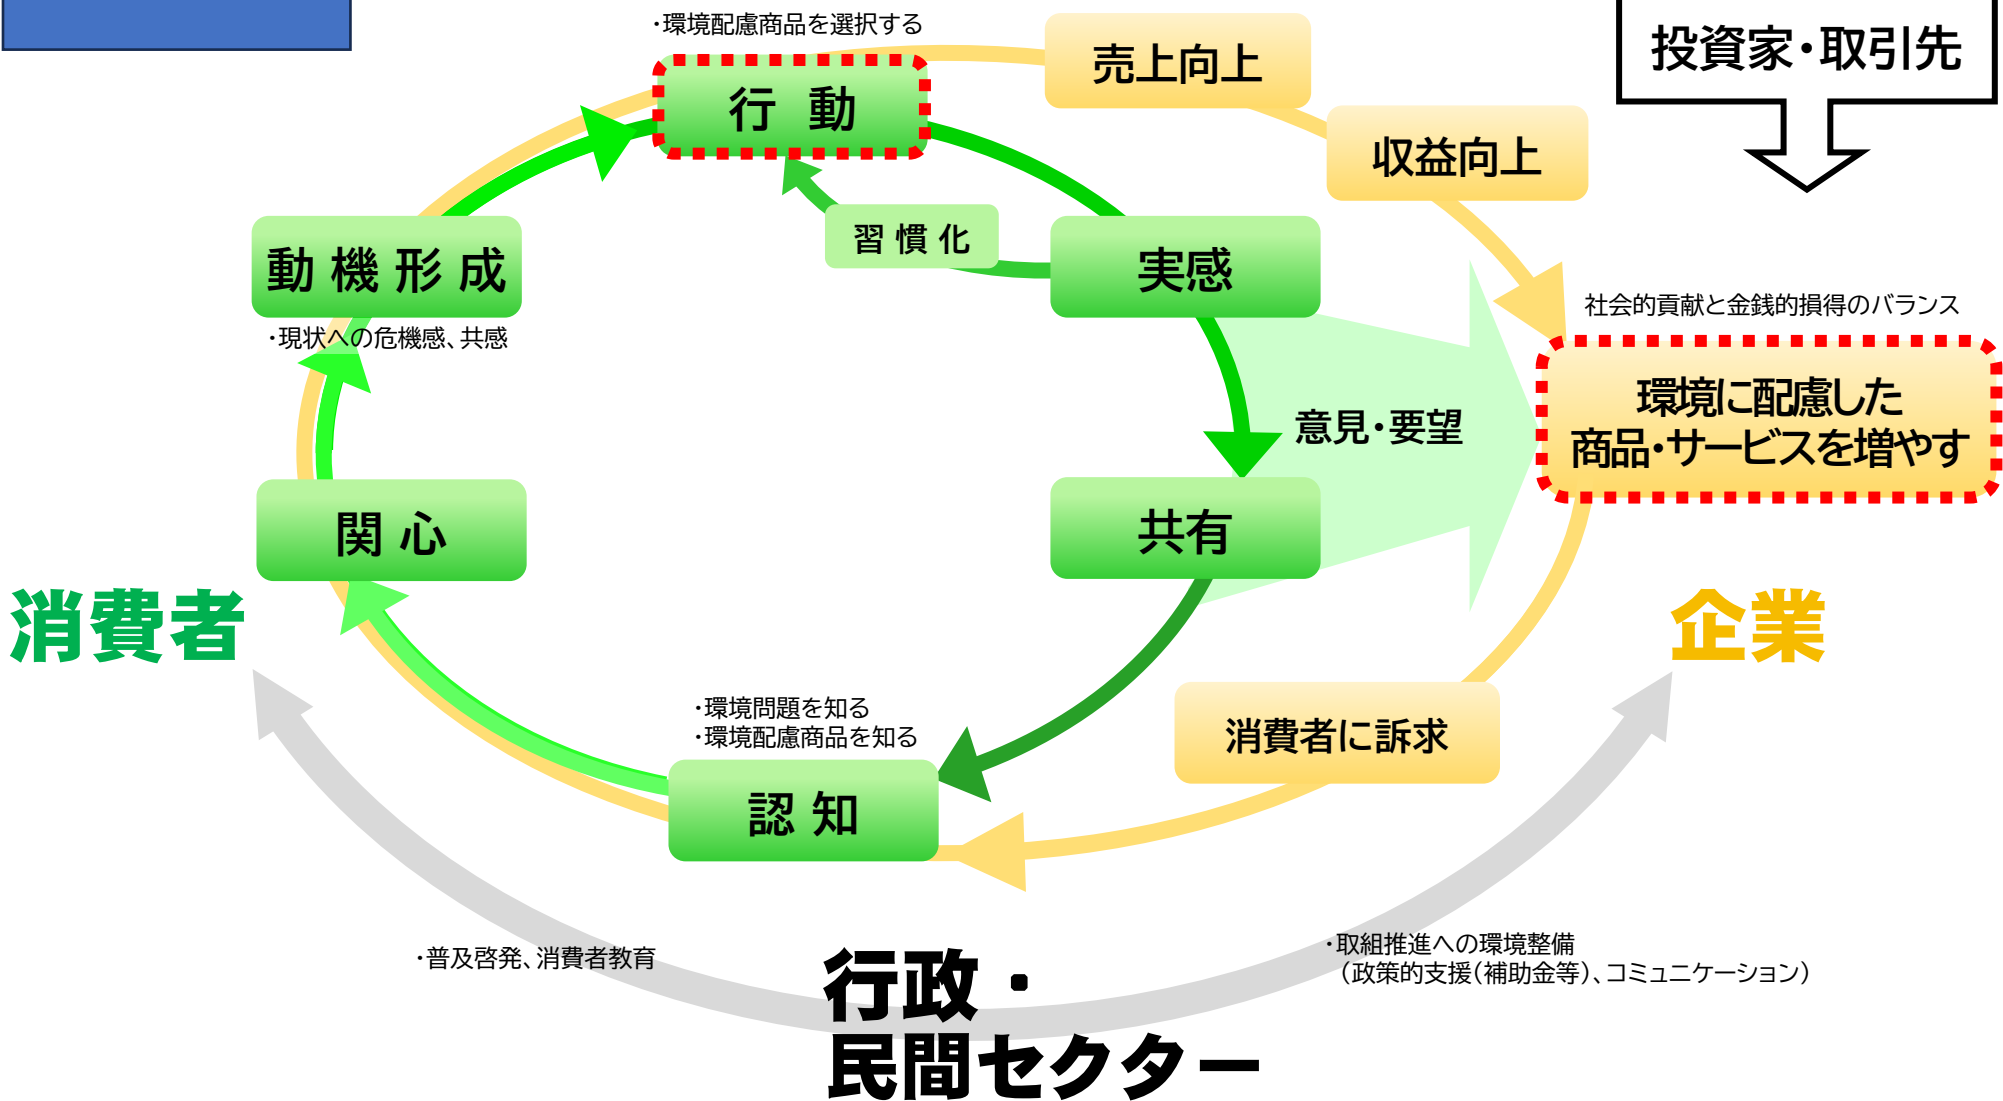 ・環境配慮商品を選択する
行 動
売上向上
投資家・取引先
収益向上
習 慣 化
動 機 形 成
・現状への危機感、共感
実感
社会的貢献と金銭的損得のバランス
環境に配慮した
商品・サービスを増やす
意見・要望
関 心
共有
消費者
企業
・環境問題を知る
・環境配慮商品を知る
消費者に訴求
認 知
・普及啓発、消費者教育
行政・
民間セクター
・取組推進への環境整備
（政策的支援（補助金等）、コミュニケーション）